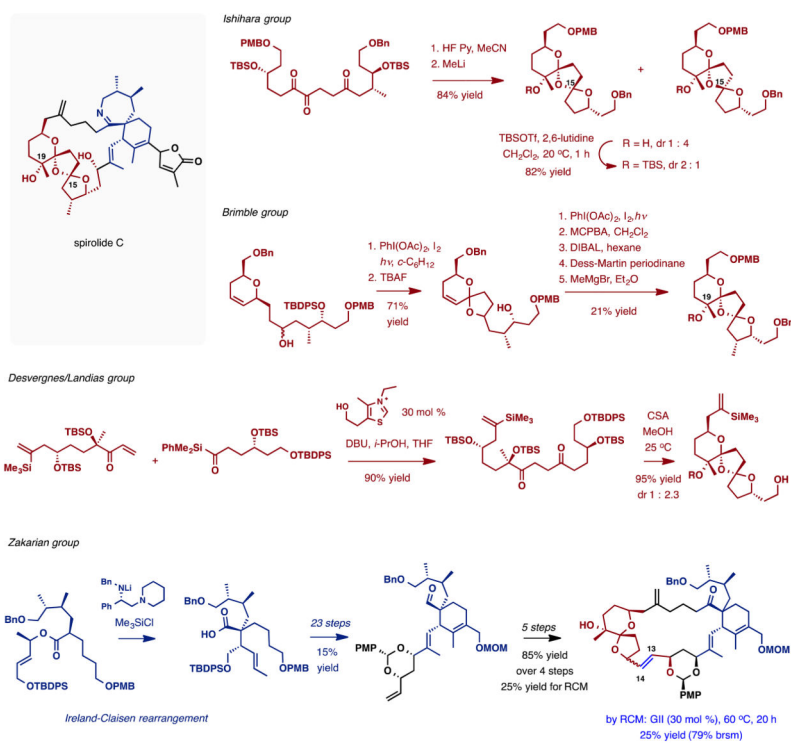 Ishihara group
PMBO
OBn
TBSO
OTBS
O
O
O
1. HF Py, MeCN
2. MeLi
84% yield
OPMB
O
O
15
RO
O
OBn
+
OPMB
O
O
15
RO
O
OBn
TBSOTf, 2,6-lutidine
CH2Cl2, 20 ºC, 1 h
82% yield
R = H, dr 1 : 4
R = TBS, dr 2 : 1
N
O
O
19
HO
O
15
O
HO
O
spirolide C
Brimble group
OBn
O
TBDPSO
OPMB
OH
1. PhI(OAc)2, I2
hν, c-C6H12
2. TBAF
71%
yield
OBn
O
O
HO
OPMB
1. PhI(OAc)2, I2,hν
2. MCPBA, CH2Cl2
3. DIBAL, hexane
4. Dess-Martin periodinane
5. MeMgBr, Et2O
21% yield
OPMB
O
19
RO
O
O
OBn
Desvergnes/Landias group
TBSO
Me3Si
OTBS
O
+
PhMe2Si
O
OTBS
OTBDPS
HO
N+
S
30 mol %
DBU, i-PrOH, THF
90% yield
SiMe3
TBSO
OTBS
O
O
OTBDPS
OTBS
CSA
MeOH
25 ºC
95% yield
dr 1 : 2.3
SiMe3
O
RO
O
O
OH
Zakarian group
BnO
O
O
OTBDPS
OPMB
Bn
NLi
N
Ph
Me3SiCl
Ireland-Claisen rearrangement
BnO
O
HO
TBDPSO
OPMB
23 steps
15%
yield
BnO
O
PMP
O
O
OMOM
5 steps
85% yield
over 4 steps
25% yield for RCM
BnO
O
HO
O
O
13
14
O
O
PMP
OMOM
by RCM: GII (30 mol %), 60 ºC, 20 h
25% yield (79% brsm)